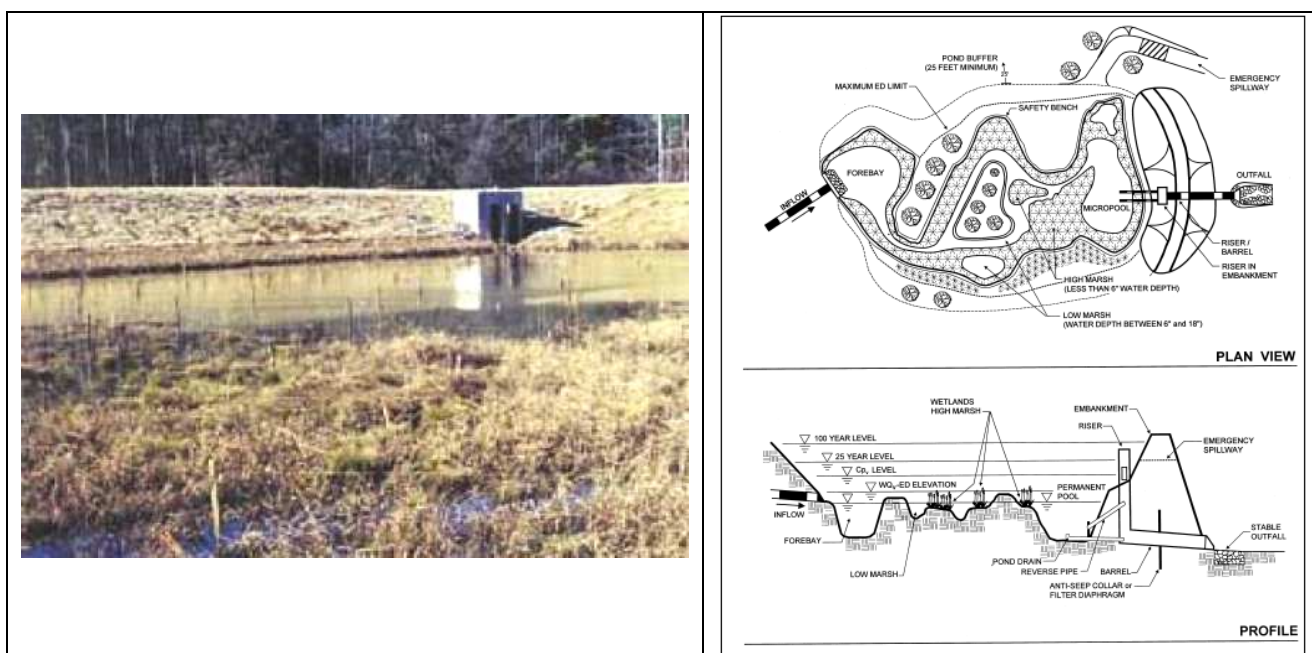 POND BUFFER
(25 FEET MINIMUM)
25'
MAXIMUM ED LIMIT
SAFETY BENCH
EMERGENCY
SPILLWAY
FOREBAY
INFLOW
MICROPOOL
OUTFALL
RISER /
BARREL
RISER IN
EMBANKMENT
HIGH MARSH
(LESS THAN 6" WATER DEPTH)
LOW MARSH
(WATER DEPTH BETWEEN 6" and 18")
PLAN VIEW
WETLANDS
HIGH MARSH
EMBANKMENT
RISER
EMERGENCY
SPILLWAY
100 YEAR LEVEL
25 YEAR LEVEL
Cpv LEVEL
WQv-ED ELEVATION
PERMANENT
POOL
INFLOW
FOREBAY
LOW MARSH
POND DRAIN
REVERSE PIPE
BARREL
STABLE
OUTFALL
ANTI-SEEP COLLAR or
FILTER DIAPHRAGM
PROFILE